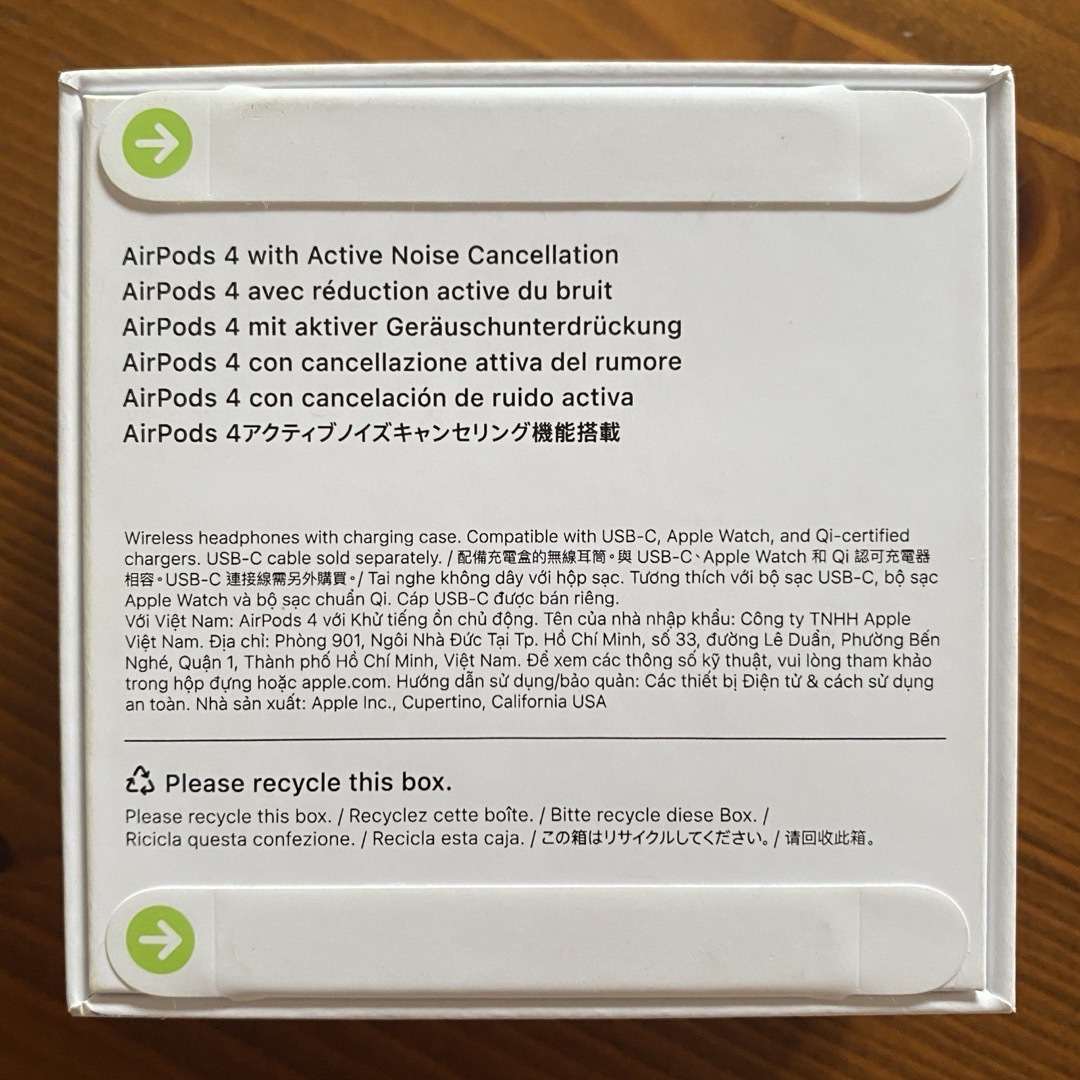 AirPods 4 with Active Noise Cancellation
AirPods 4 avec réduction active du bruit
AirPods 4 mit aktiver Geräuschunterdrückung
AirPods 4 con cancellazione attiva del rumore
AirPods 4 con cancelación de ruido activa
AirPods 4アクティブノイズキャンセリング機能搭載
Wireless headphones with charging case. Compatible with USB-C, Apple Watch, and Qi-certified
chargers. USB-C cable sold separately. / 配備充電盒的無線耳筒。與 USB-C、Apple Watch 和 Qi 認可充電器
相容。USB-C 連接線需另外購買。/ Tai nghe không dây với hộp sạc. Tương thích với bộ sạc USB-C, bộ sạc
Apple Watch và bộ sạc chuẩn Qi. Cáp USB-C được bán riêng.
Với Việt Nam: AirPods 4 với Khử tiếng ồn chủ động. Tên của nhà nhập khẩu: Công ty TNHH Apple
Việt Nam. Địa chỉ: Phòng 901, Ngôi Nhà Đức Tại Tp. Hồ Chí Minh, số 33, đường Lê Duẩn, Phường Bến
Nghé, Quận 1, Thành phố Hồ Chí Minh, Việt Nam. Để xem các thông số kỹ thuật, vui lòng tham khảo
trong hộp đựng hoặc apple.com. Hướng dẫn sử dụng/bảo quản: Các thiết bị Điện tử & cách sử dụng
an toàn. Nhà sản xuất: Apple Inc., Cupertino, California USA
Please recycle this box.
Please recycle this box. / Recyclez cette boîte. / Bitte recycle diese Box. /
Ricicla questa confezione. / Recicla esta caja. / この箱はリサイクルしてください。/ 请回收此箱。